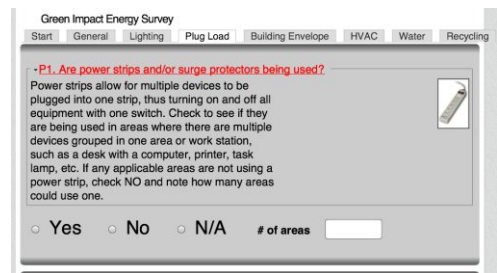 Green Impact Energy Survey
Start General Lighting Plug Load Building Envelope HVAC Water Recycling
P1. Are power strips and/or surge protectors being used?
Power strips allow for multiple devices to be
plugged into one strip, thus turning on and off all
equipment with one switch. Check to see if they
are being used in areas where there are multiple
devices grouped in one area or work station,
such as a desk with a computer, printer, task
lamp, etc. If any applicable areas are not using a
power strip, check NO and note how many areas
could use one.
Yes No N/A # of areas